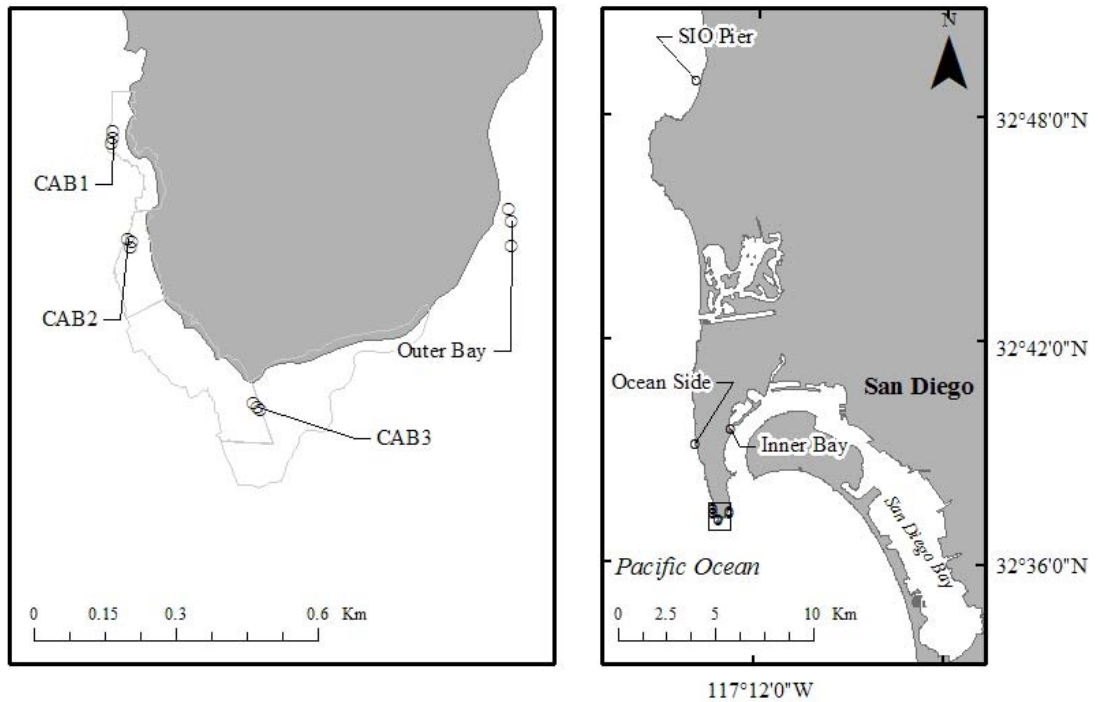 CAB1
CAB2
Outer Bay
CAB3
0 0.15 0.3 0.6 Km
SIO Pier
N
32°48'0"N
32°42'0"N
Ocean Side
San Diego
Inner Bay
San Diego Bay
Pacific Ocean
32°36'0"N
0 2.5 5 10 Km
117°12'0"W